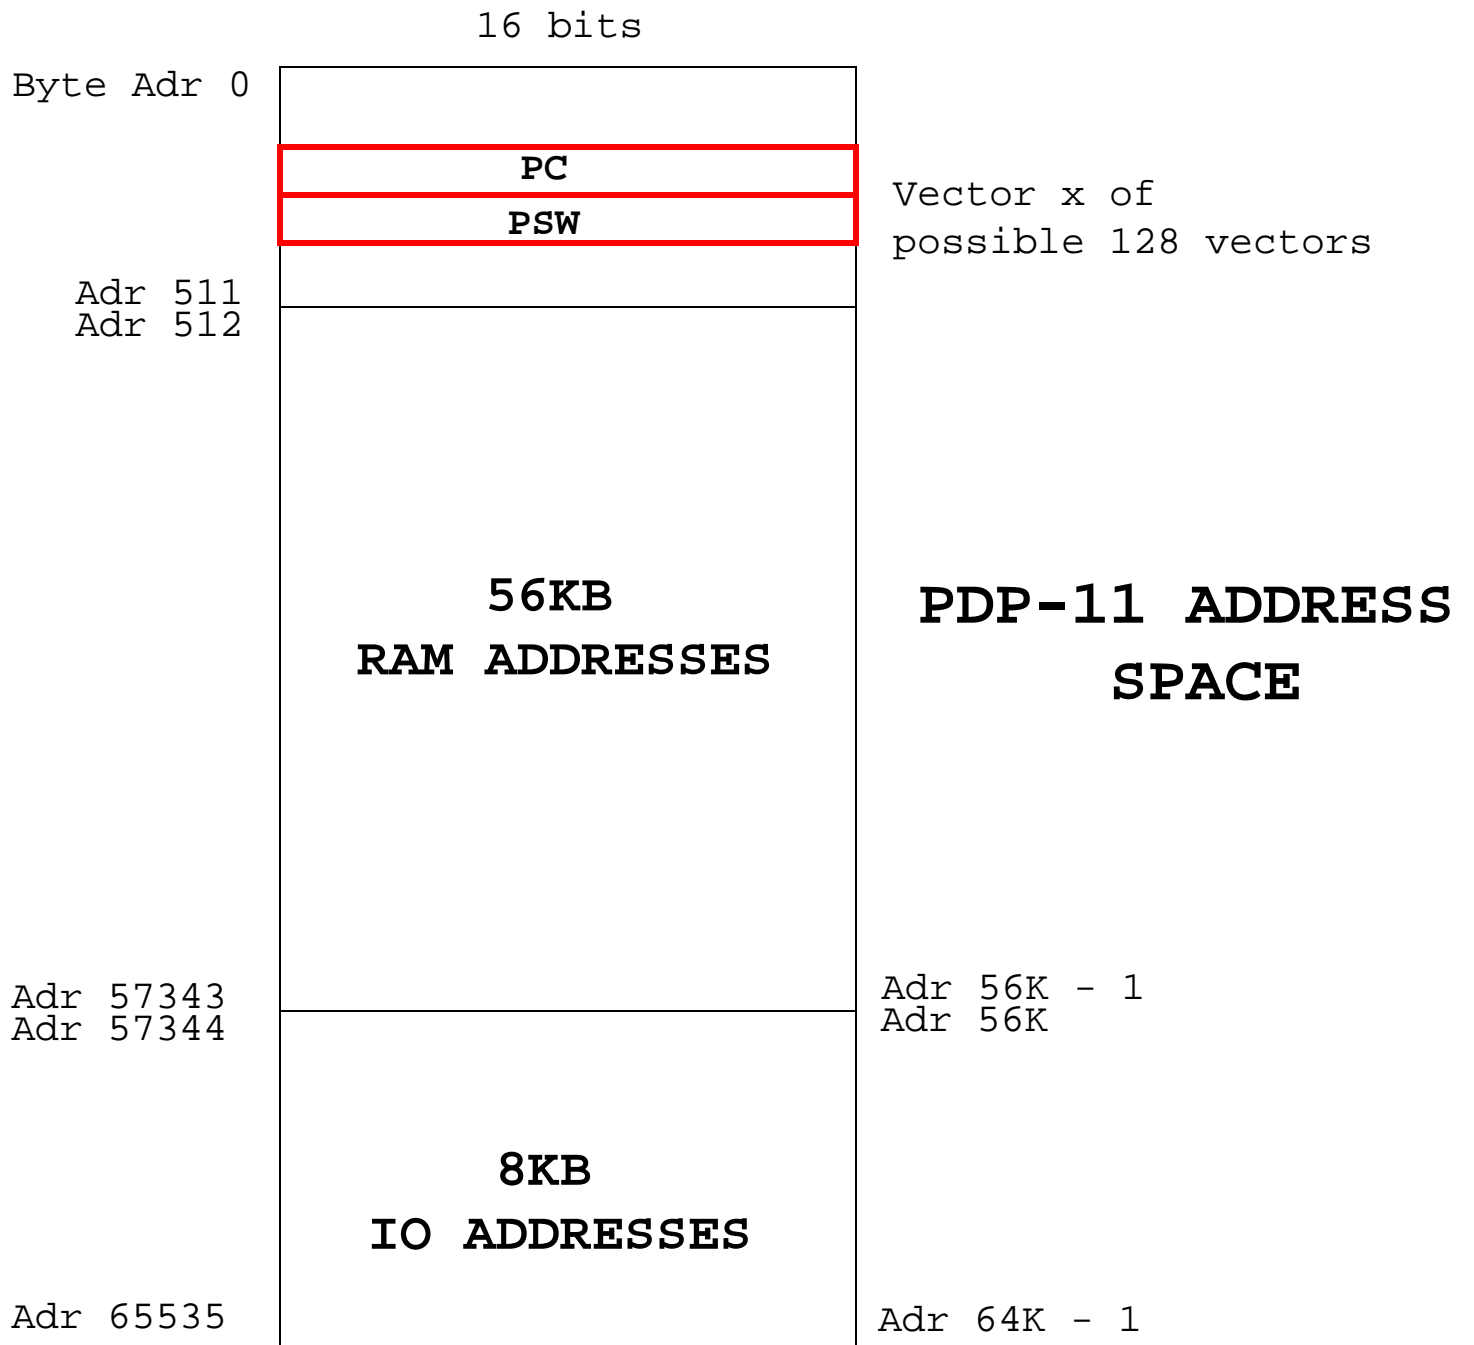 16 bits
Byte Adr 0
PC
PSW
Vector x of
possible 128 vectors
Adr 511
Adr 512
56KB
RAM ADDRESSES
PDP-11 ADDRESS
SPACE
Adr 57343
Adr 57344
Adr 56K - 1
Adr 56K
8KB
IO ADDRESSES
Adr 65535
Adr 64K - 1